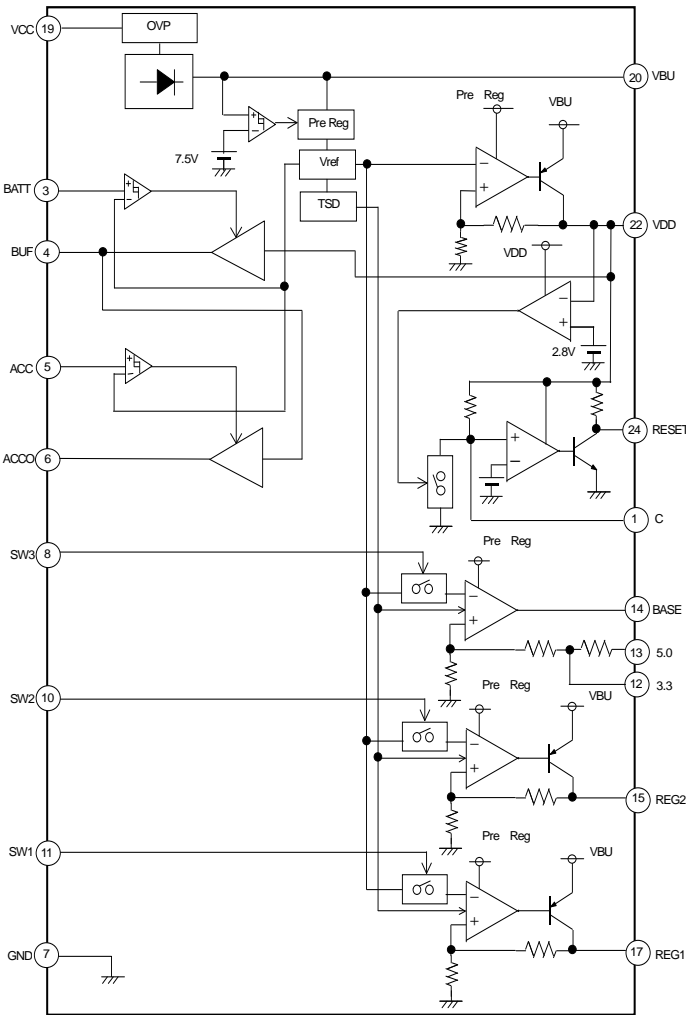 VCC 19
OVP
20 VBU
Pre Reg
VBU
+
−
Pre Reg
7.5V
Vref
−
+
BATT 3
+
−
TSD
22 VDD
BUF 4
VDD
−
+
2.8V
ACC 5
+
−
+
−
24 RESET
ACCO 6
1 C
Pre Reg
SW3 8
−
+
14 BASE
13 5.0
12 3.3
Pre Reg
VBU
SW2 10
−
+
15 REG2
Pre Reg
VBU
SW1 11
−
+
GND 7
17 REG1